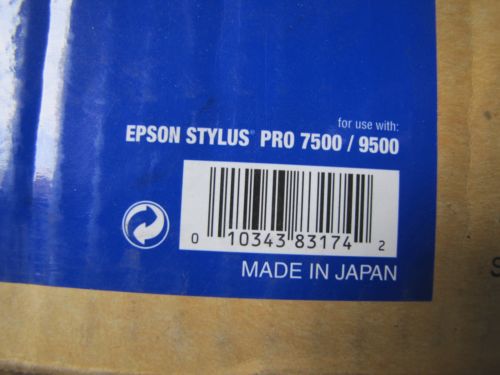 for use with:
EPSON STYLUS® PRO 7500 / 9500
0 10343 83174 2
MADE IN JAPAN
S